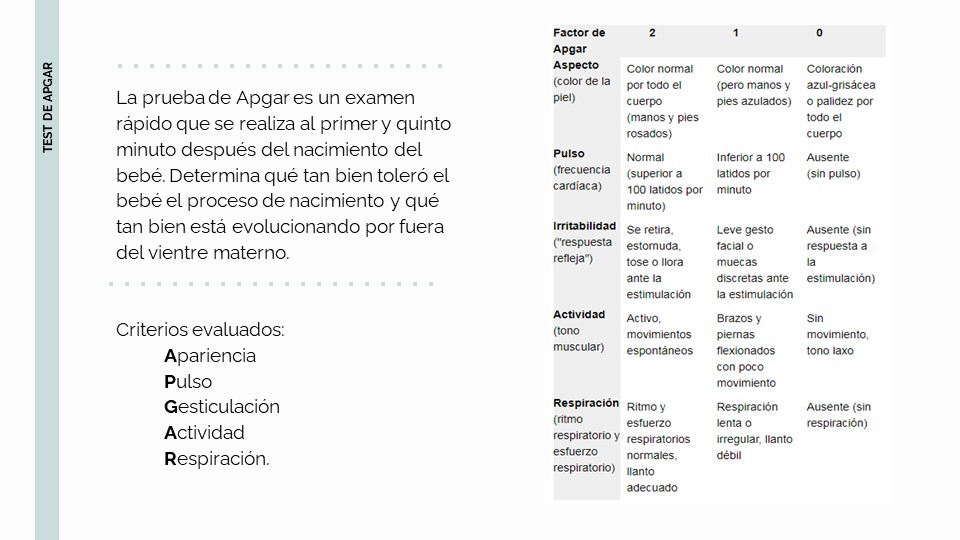 TEST DE APGAR
La prueba de Apgar es un examen
rápido que se realiza al primer y quinto
minuto después del nacimiento del
bebé. Determina qué tan bien toleró el
bebé el proceso de nacimiento y qué
tan bien está evolucionando por fuera
del vientre materno.
Criterios evaluados:
Apariencia
Pulso
Gesticulación
Actividad
Respiración.
Factor de
Apgar
2
1
0
Aspecto
(color de la
piel)
Color normal
por todo el
cuerpo
(manos y pies
rosados)
Color normal
(pero manos y
pies azulados)
Coloración
azul-grisácea
o palidez por
todo el
cuerpo
Pulso
(frecuencia
cardíaca)
Normal
(superior a
100 latidos por
minuto)
Inferior a 100
latidos por
minuto
Ausente
(sin pulso)
Irritabilidad
("respuesta
refleja")
Se retira,
estornuda,
tose o llora
ante la
estimulación
Leve gesto
facial o
muecas
discretas ante
la estimulación
Ausente (sin
respuesta a
la
estimulación)
Actividad
(tono
muscular)
Activo,
movimientos
espontáneos
Brazos y
piernas
flexionados
con poco
movimiento
Sin
movimiento,
tono laxo
Respiración
(ritmo
respiratorio y
esfuerzo
respiratorio)
Ritmo y
esfuerzo
respiratorios
normales,
llanto
adecuado
Respiración
lenta o
irregular, llanto
débil
Ausente (sin
respiración)